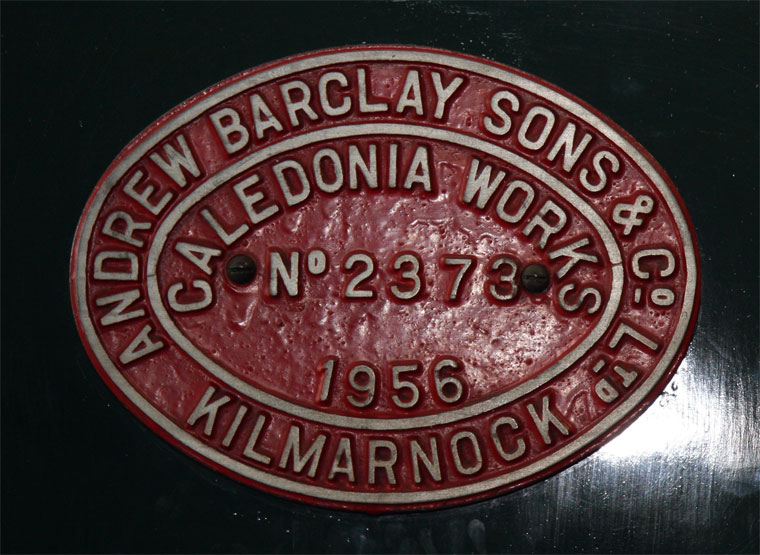 ANDREW BARCLAY SONS & Cº LTD
CALEDONIA WORKS
Nº 2373
1956
KILMARNOCK